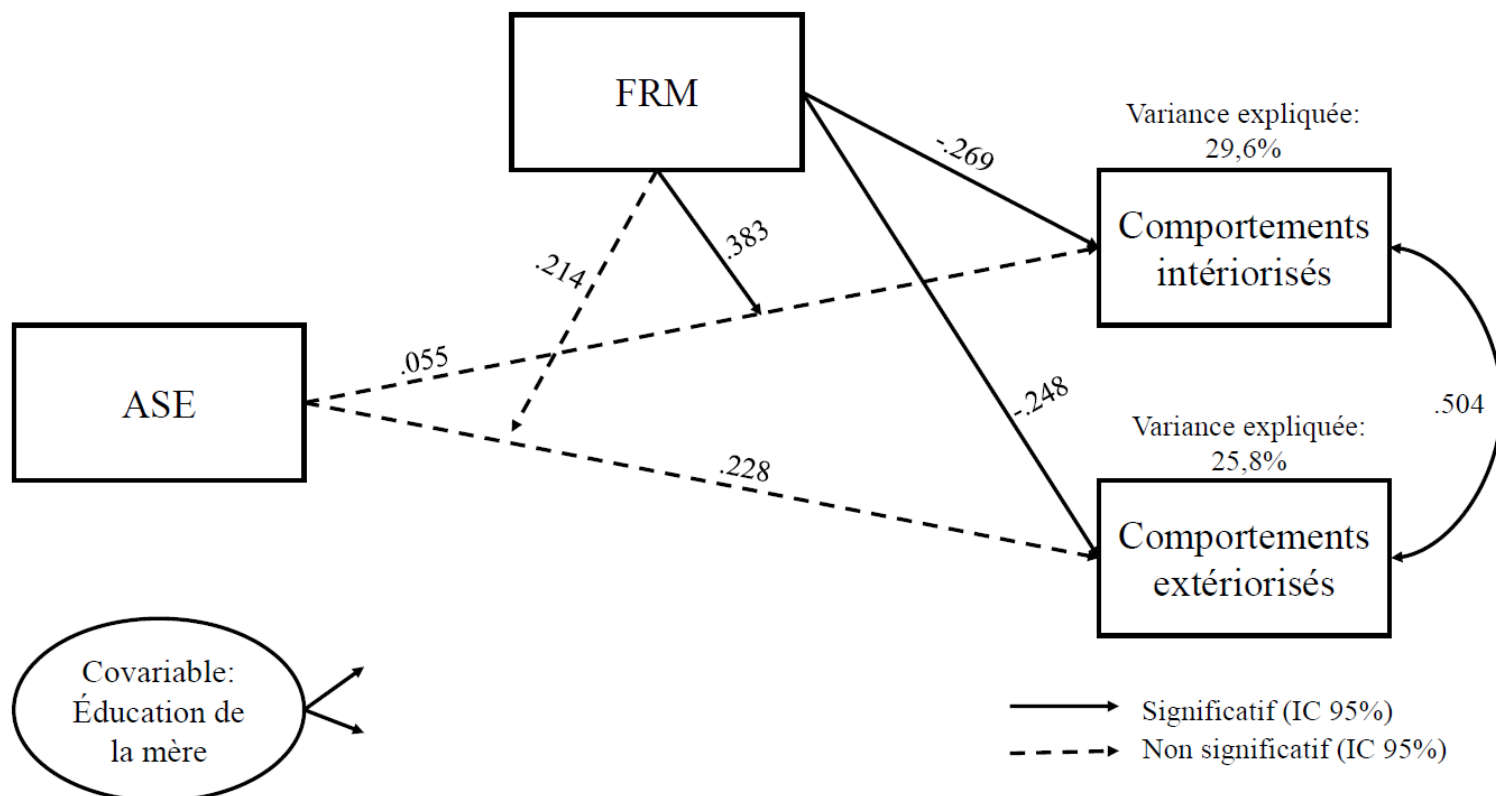 FRM
Variance expliquée:
29,6%
-.269
Comportements
intériorisés
.383
.214
ASE
.055
-.248
.504
Variance expliquée:
25,8%
.228
Comportements
extériorisés
Covariable:
Éducation de
la mère
Significatif (IC 95%)
Non significatif (IC 95%)